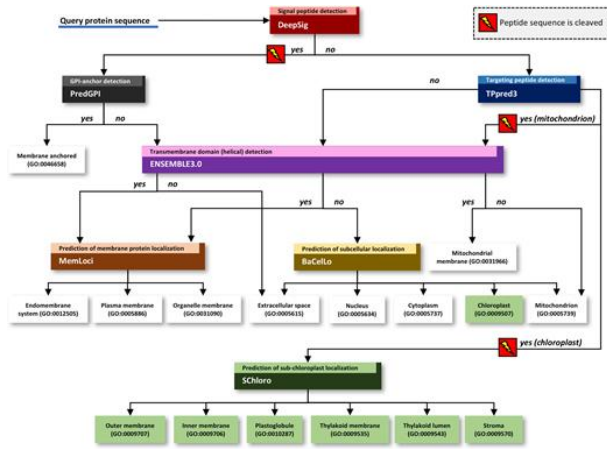 Query protein sequence
Signal peptide detection
DeepSig
Peptide sequence is cleaved
yes no
GPI-anchor detection
PredGPI
no
Targeting peptide detection
TPpred3
yes no
yes (mitochondrion)
Membrane anchored
(GO:0046658)
Transmembrane domain (helical) detection
ENSEMBLE3.0
yes no
yes no
yes no
Prediction of membrane protein localization
MemLoci
Prediction of subcellular localization
BaCelLo
Mitochondrial
membrane (GO:0031966)
Endomembrane
system (GO:0012505)
Plasma membrane
(GO:0005886)
Organelle membrane
(GO:0031090)
Extracellular space
(GO:0005615)
Nucleus
(GO:0005634)
Cytoplasm
(GO:0005737)
Chloroplast
(GO:0009507)
Mitochondrion
(GO:0005739)
yes (chloroplast)
Prediction of sub-chloroplast localization
SChloro
Outer membrane
(GO:0009707)
Inner membrane
(GO:0009706)
Plastoglobule
(GO:0010287)
Thylakoid membrane
(GO:0009535)
Thylakoid lumen
(GO:0009543)
Stroma
(GO:0009570)